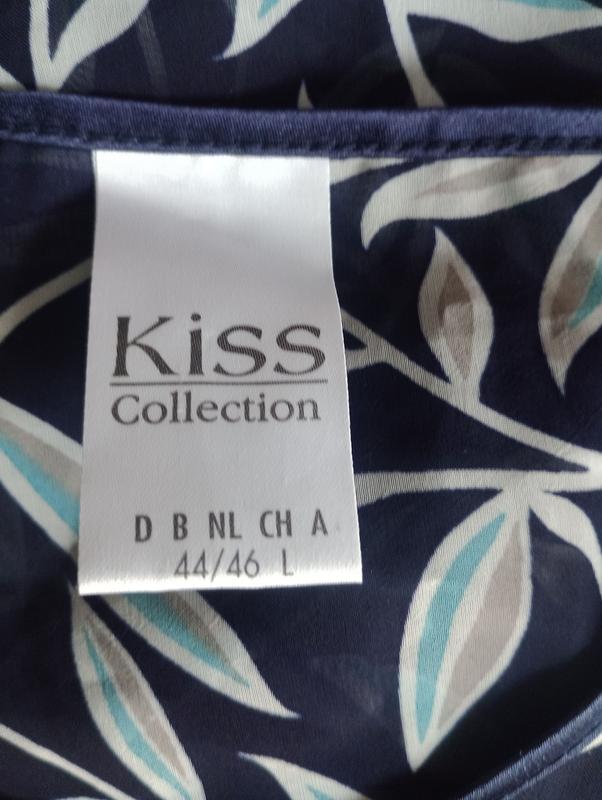 Kiss
Collection
D B NL CH A
44/46 L